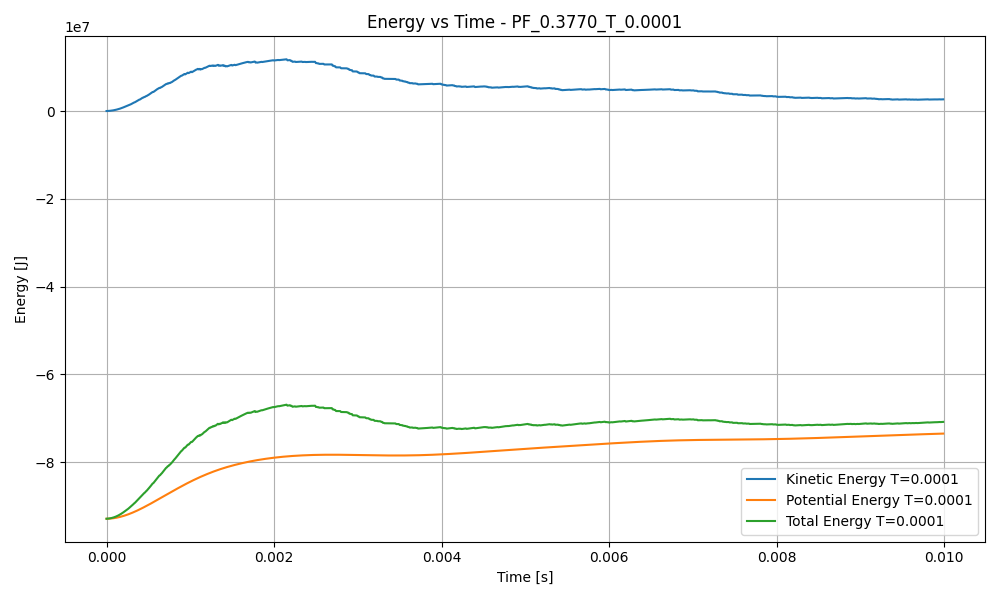 Energy vs Time - PF_0.3770_T_0.0001
1e7
0
−2
−4
−6
−8
Energy [J]
0.000
0.002
0.004
0.006
0.008
0.010
Time [s]
Kinetic Energy T=0.0001
Potential Energy T=0.0001
Total Energy T=0.0001